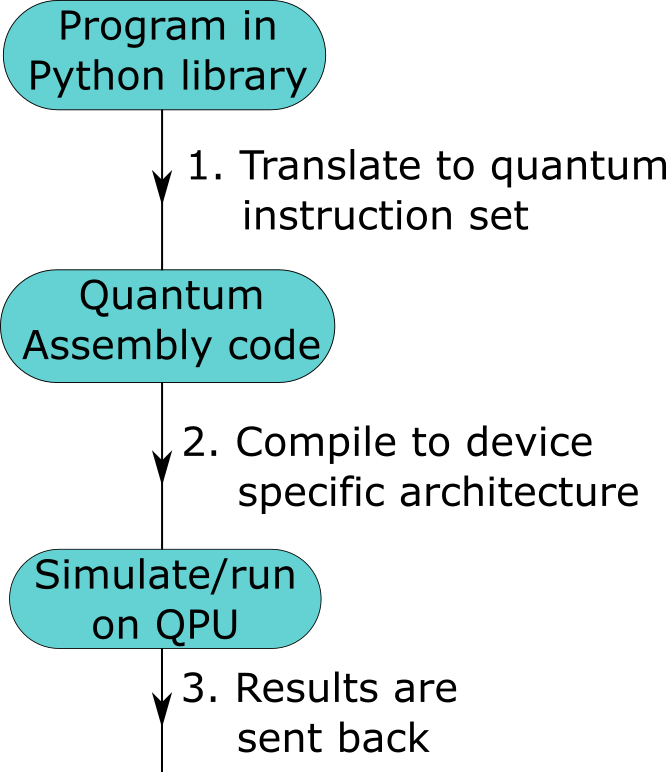 Program in
Python library
1. Translate to quantum
instruction set
Quantum
Assembly code
2. Compile to device
specific architecture
Simulate/run
on QPU
3. Results are
sent back